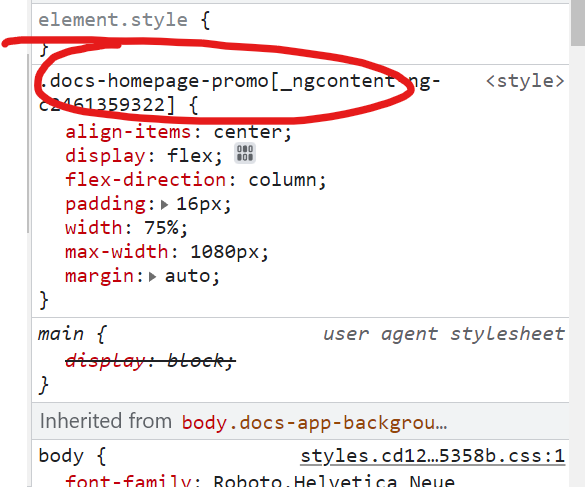 element.style {
}
.docs-homepage-promo[_ngcontent-ng- <style>
c2461359322] {
align-items: center;
display: flex;
flex-direction: column;
padding: 16px;
width: 75%;
max-width: 1080px;
margin: auto;
}
main { user agent stylesheet
display: block;
}
Inherited from body.docs-app-backgrou…
body { styles.cd12…5358b.css:1
font-family: Roboto,Helvetica Neue